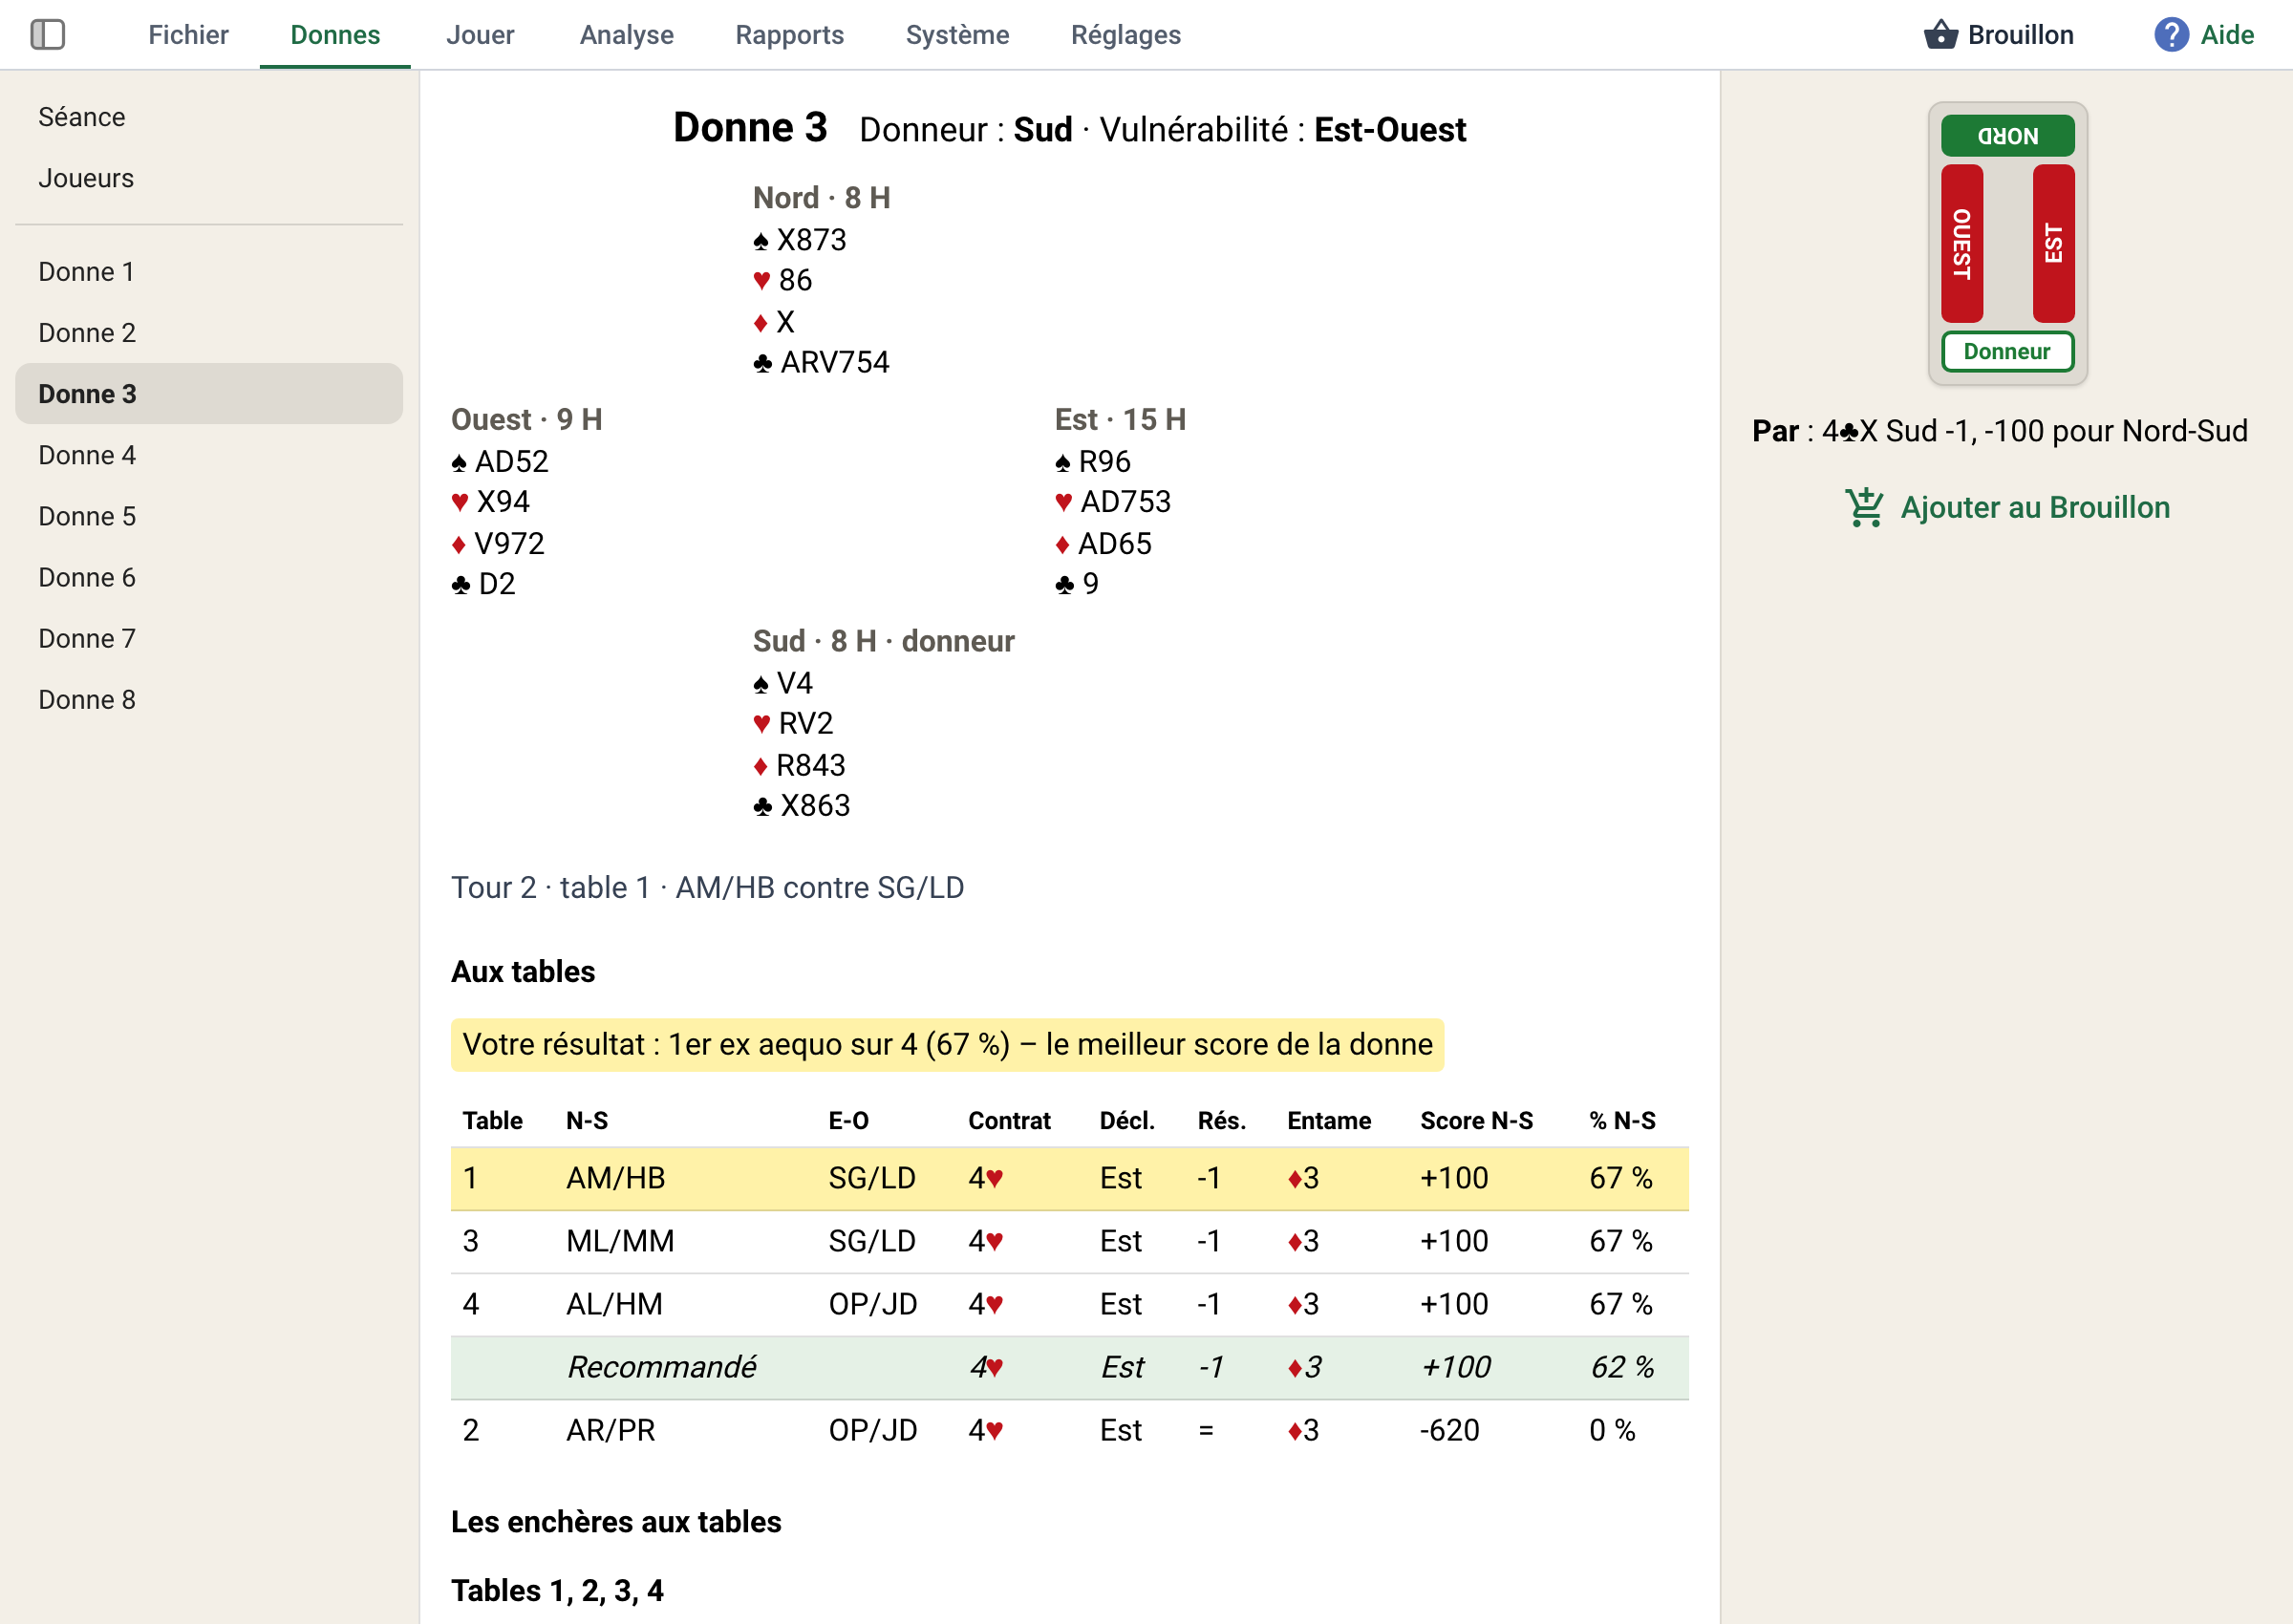 Fichier Donnes Jouer Analyse Rapports Système Réglages Brouillon ? Aide
Séance
Joueurs
Donne 1
Donne 2
Donne 3
Donne 4
Donne 5
Donne 6
Donne 7
Donne 8
Donne 3 Donneur : Sud · Vulnérabilité : Est-Ouest
Nord · 8 H
♠ X873
♥ 86
♦ X
♣ ARV754
Ouest · 9 H
♠ AD52
♥ X94
♦ V972
♣ D2
Est · 15 H
♠ R96
♥ AD753
♦ AD65
♣ 9
Sud · 8 H · donneur
♠ V4
♥ RV2
♦ R843
♣ X863
Tour 2 · table 1 · AM/HB contre SG/LD
Aux tables
Votre résultat : 1er ex aequo sur 4 (67 %) – le meilleur score de la donne
Table N-S E-O Contrat Décl. Rés. Entame Score N-S % N-S
1 AM/HB SG/LD 4♥ Est -1 ♦3 +100 67 %
3 ML/MM SG/LD 4♥ Est -1 ♦3 +100 67 %
4 AL/HM OP/JD 4♥ Est -1 ♦3 +100 67 %
Recommandé 4♥ Est -1 ♦3 +100 62 %
2 AR/PR OP/JD 4♥ Est = ♦3 -620 0 %
Les enchères aux tables
Tables 1, 2, 3, 4
NORD
OUEST
EST
Donneur
Par : 4♣X Sud -1, -100 pour Nord-Sud
Ajouter au Brouillon